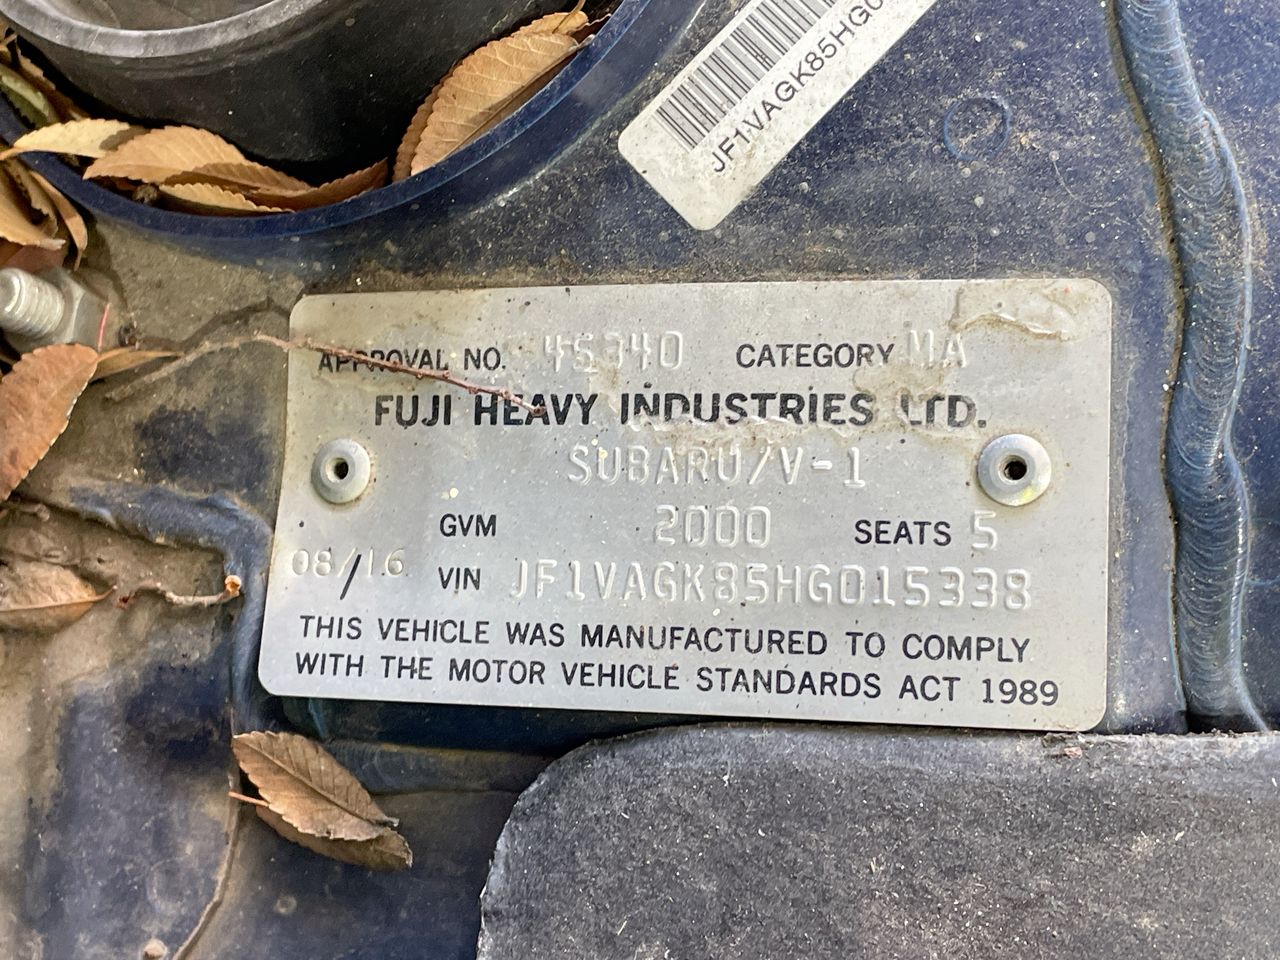 JF1VAGK85HG0
APPROVAL NO. 45340 CATEGORY MA
FUJI HEAVY INDUSTRIES LTD.
SUBARU/V-1
GVM 2000 SEATS 5
08/16 VIN JF1VAGK85HG015338
THIS VEHICLE WAS MANUFACTURED TO COMPLY
WITH THE MOTOR VEHICLE STANDARDS ACT 1989